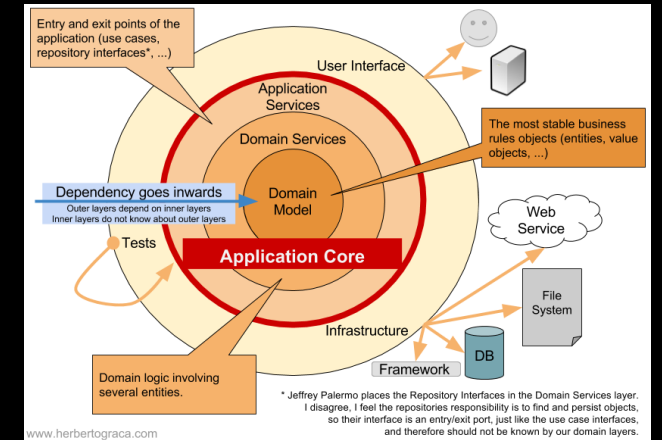 Entry and exit points of the
application (use cases,
repository interfaces*, ...)
User Interface
Application
Services
Domain Services
The most stable business
rules objects (entities, value
objects, ...)
Dependency goes inwards
Outer layers depend on inner layers
Inner layers do not know about outer layers
Domain
Model
Web
Service
Tests
Application Core
File
System
Infrastructure
DB
Framework
Domain logic involving
several entities.
* Jeffrey Palermo places the Repository Interfaces in the Domain Services layer.
I disagree, I feel the repositories responsibility is to find and persist objects,
so their interface is an entry/exit port, just like the use case interfaces,
and therefore should not be known by our domain layers.
www.herbertograca.com